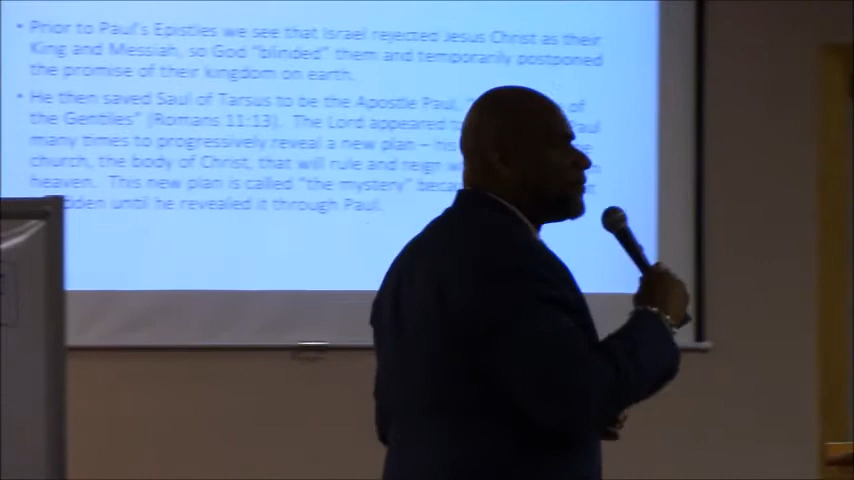 • Prior to Paul's Epistles we see that Israel rejected Jesus Christ as their
King and Messiah, so God "blinded" them and temporarily postponed
the promise of their kingdom on earth.
• He then saved Saul of Tarsus to be the Apostle Paul, of
the Gentiles" (Romans 11:13). The Lord appeared to Paul
many times to progressively reveal a new plan – his
church, the body of Christ, that will rule and reign
heaven. This new plan is called "the mystery"
until he revealed it through Paul.